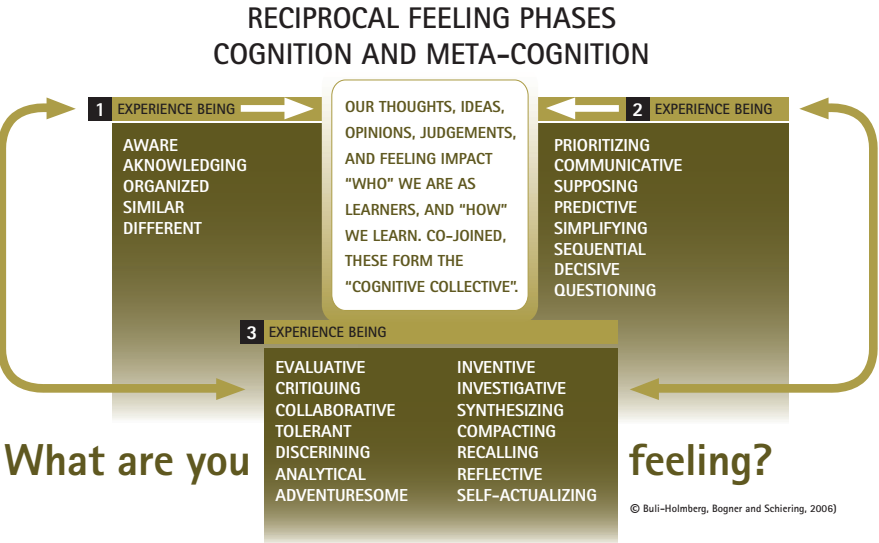 RECIPROCAL FEELING PHASES
COGNITION AND META-COGNITION
1 EXPERIENCE BEING
AWARE
AKNOWLEDGING
ORGANIZED
SIMILAR
DIFFERENT
OUR THOUGHTS, IDEAS,
OPINIONS, JUDGEMENTS,
AND FEELING IMPACT
“WHO” WE ARE AS
LEARNERS, AND “HOW”
WE LEARN. CO-JOINED,
THESE FORM THE
“COGNITIVE COLLECTIVE”.
2 EXPERIENCE BEING
PRIORITIZING
COMMUNICATIVE
SUPPOSING
PREDICTIVE
SIMPLIFYING
SEQUENTIAL
DECISIVE
QUESTIONING
3 EXPERIENCE BEING
EVALUATIVE
CRITIQUING
COLLABORATIVE
TOLERANT
DISCERINING
ANALYTICAL
ADVENTURESOME
INVENTIVE
INVESTIGATIVE
SYNTHESIZING
COMPACTING
RECALLING
REFLECTIVE
SELF-ACTUALIZING
What are you feeling?
© Buli-Holmberg, Bogner and Schiering, 2006)